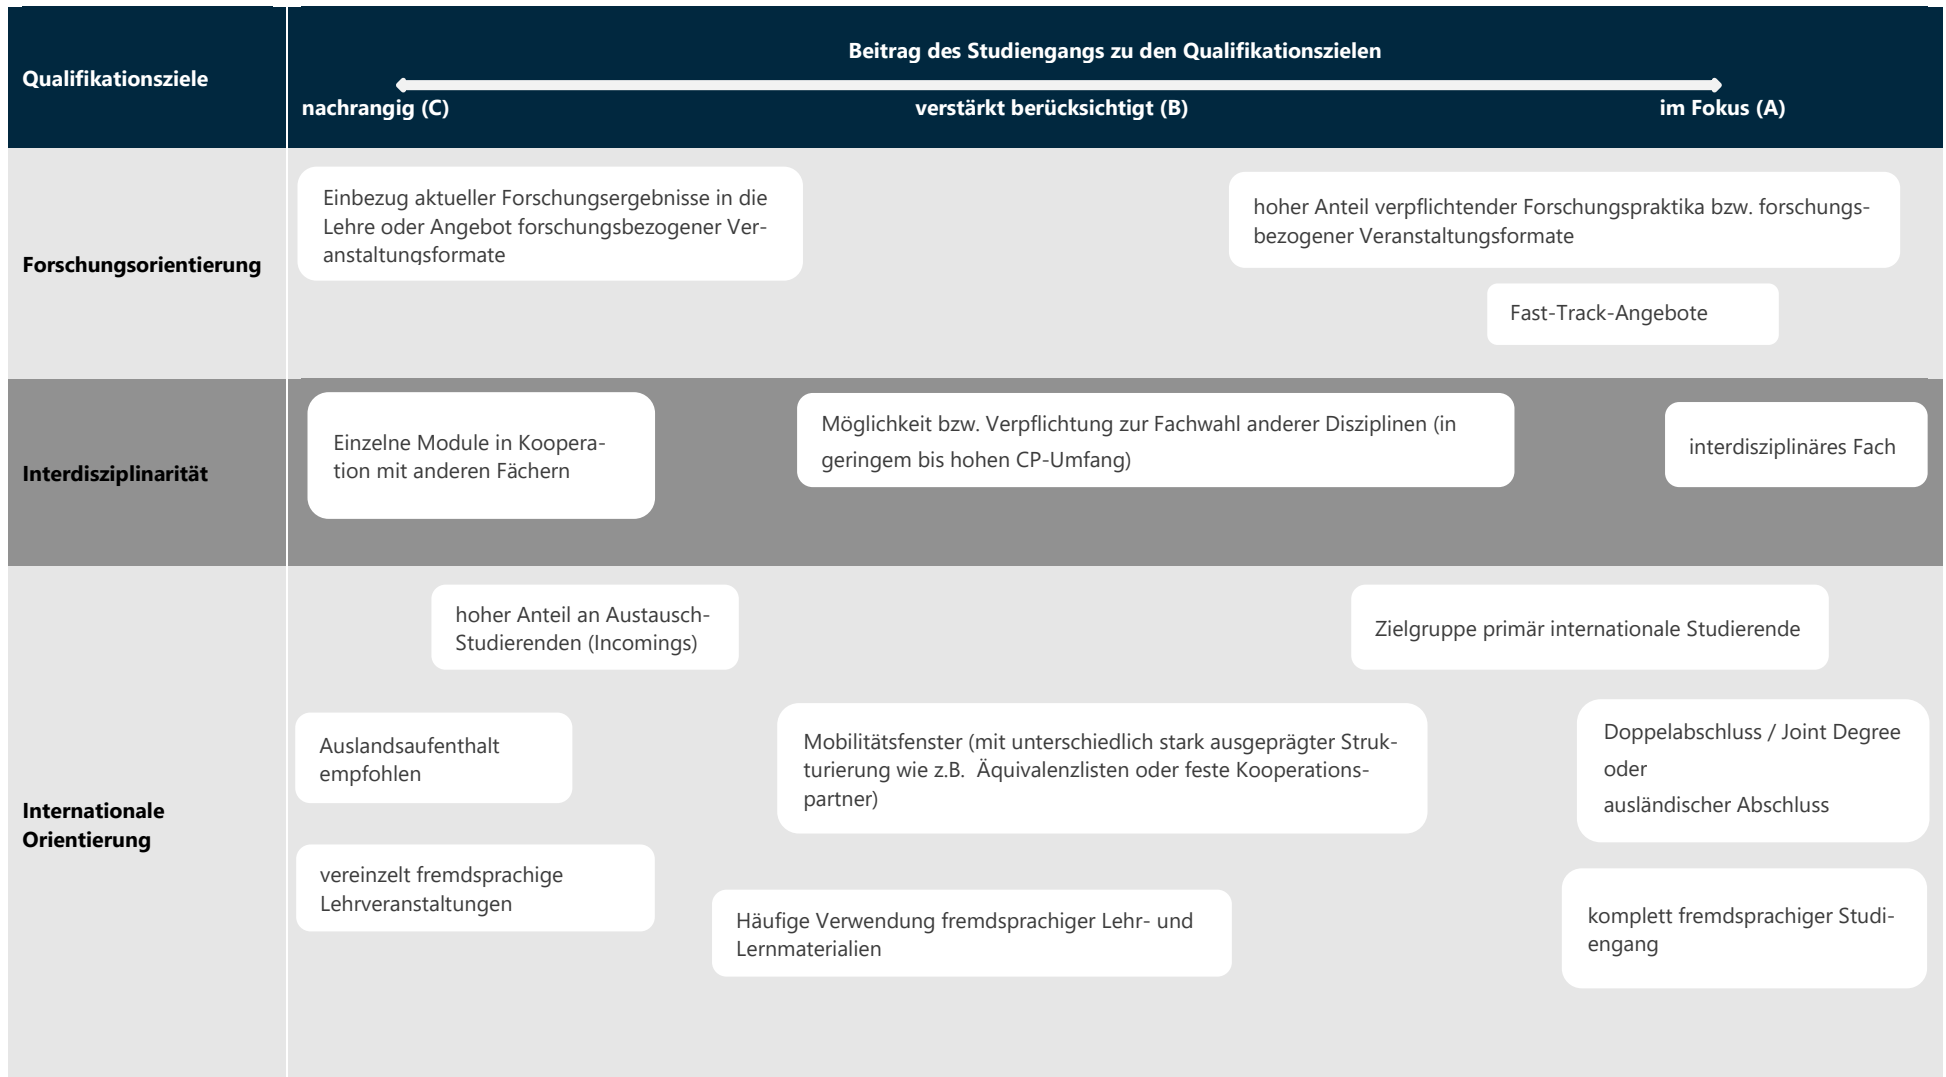 Qualifikationsziele
Beitrag des Studiengangs zu den Qualifikationszielen
nachrangig (C)
verstärkt berücksichtigt (B)
im Fokus (A)
Forschungsorientierung
Einbezug aktueller Forschungsergebnisse in die
Lehre oder Angebot forschungsbezogener Ver-
anstaltungsformate
hoher Anteil verpflichtender Forschungspraktika bzw. forschungs-
bezogener Veranstaltungsformate
Fast-Track-Angebote
Interdisziplinarität
Einzelne Module in Koopera-
tion mit anderen Fächern
Möglichkeit bzw. Verpflichtung zur Fachwahl anderer Disziplinen (in
geringem bis hohen CP-Umfang)
interdisziplinäres Fach
Internationale
Orientierung
hoher Anteil an Austausch-
Studierenden (Incomings)
Zielgruppe primär internationale Studierende
Auslandsaufenthalt
empfohlen
Mobilitätsfenster (mit unterschiedlich stark ausgeprägter Struk-
turierung wie z.B.  Äquivalenzlisten oder feste Kooperations-
partner)
Doppelabschluss / Joint Degree
oder
ausländischer Abschluss
vereinzelt fremdsprachige
Lehrveranstaltungen
Häufige Verwendung fremdsprachiger Lehr- und
Lernmaterialien
komplett fremdsprachiger Studi-
engang